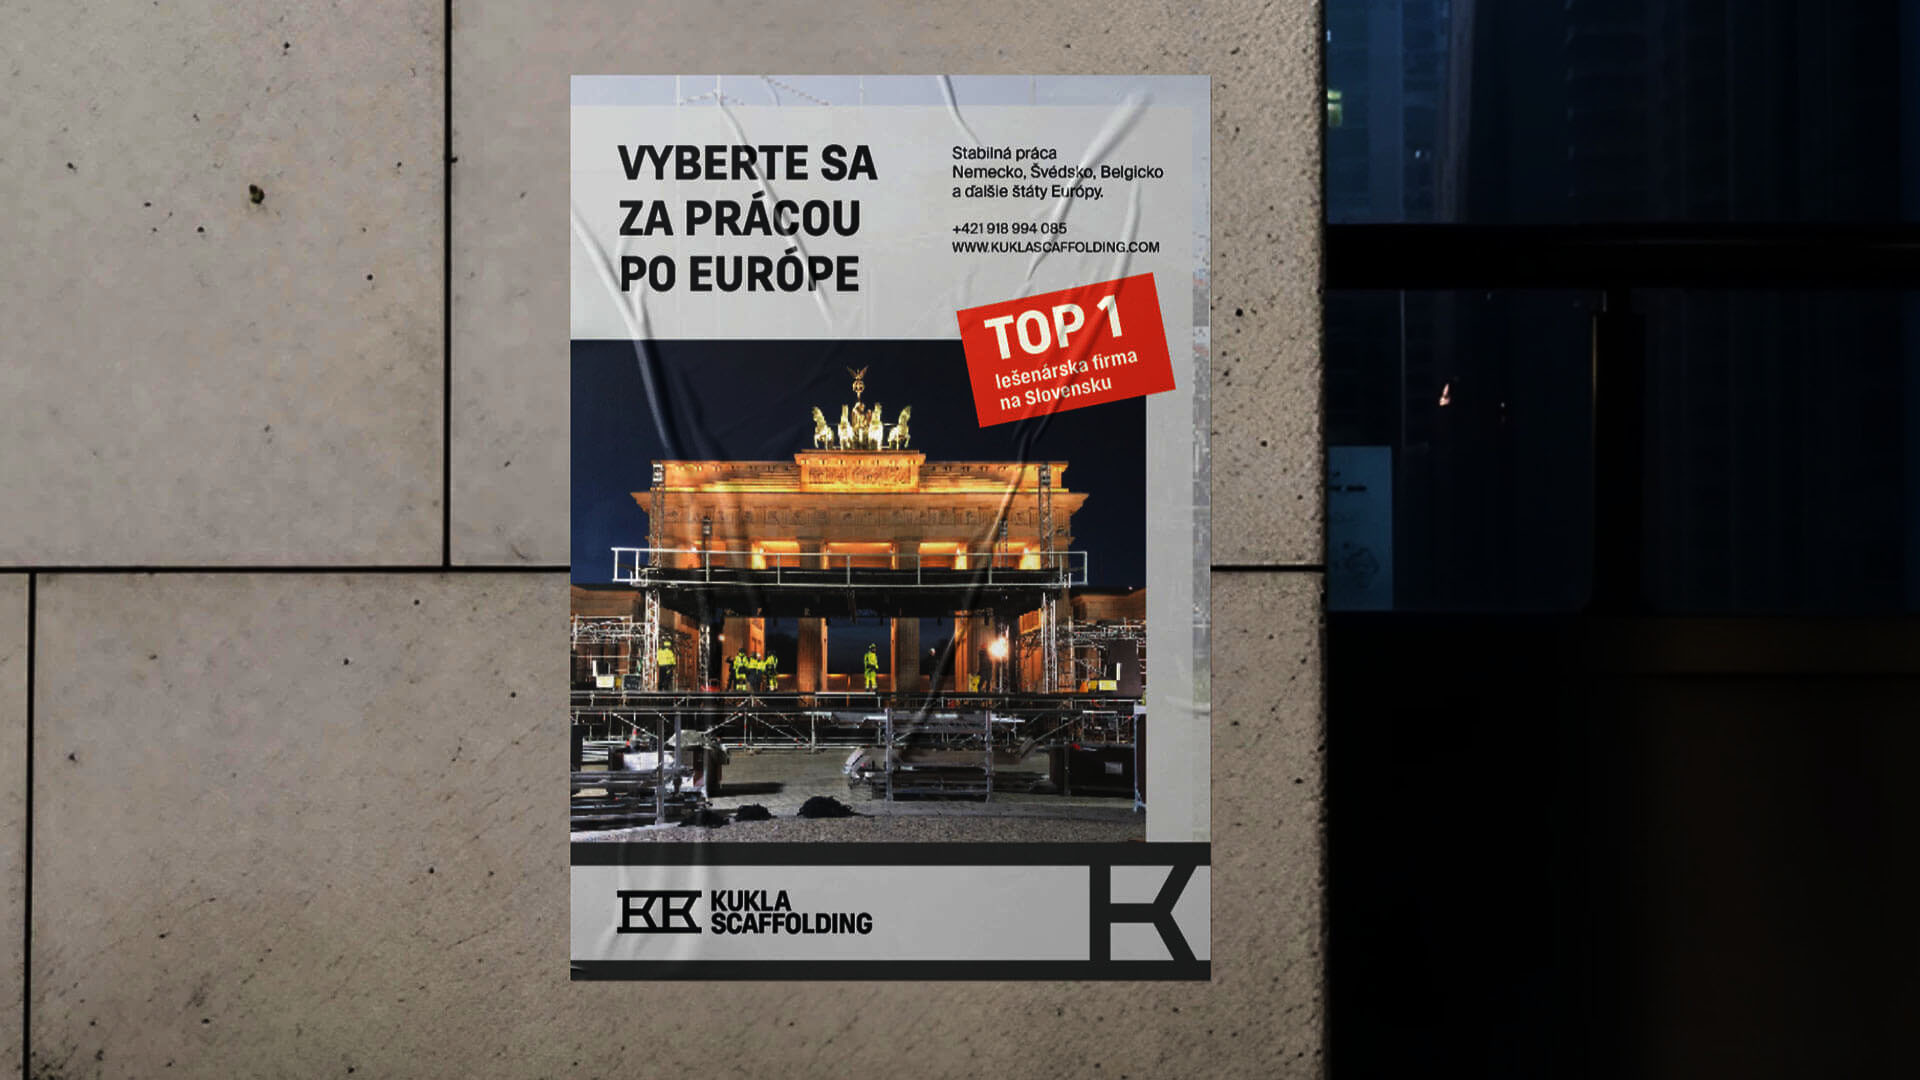 VYBERTE SA
ZA PRÁCOU
PO EURÓPE
Stabilná práca
Nemecko, Švédsko, Belgicko
a ďalšie štáty Európy.
+421 918 994 085
WWW.KUKLASCAFFOLDING.COM
TOP 1
lešenárska firma
na Slovensku
KUKLA
SCAFFOLDING